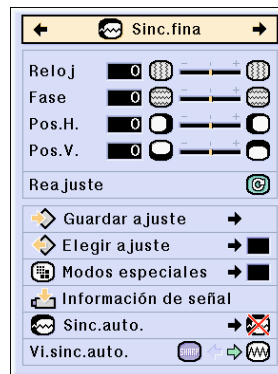 Sinc.fina
Reloj 0
Fase 0
Pos.H. 0
Pos.V. 0
Reajuste
Guardar ajuste
Elegir ajuste
Modos especiales
Información de señal
Sinc.auto.
Vi.sinc.auto. SHARP